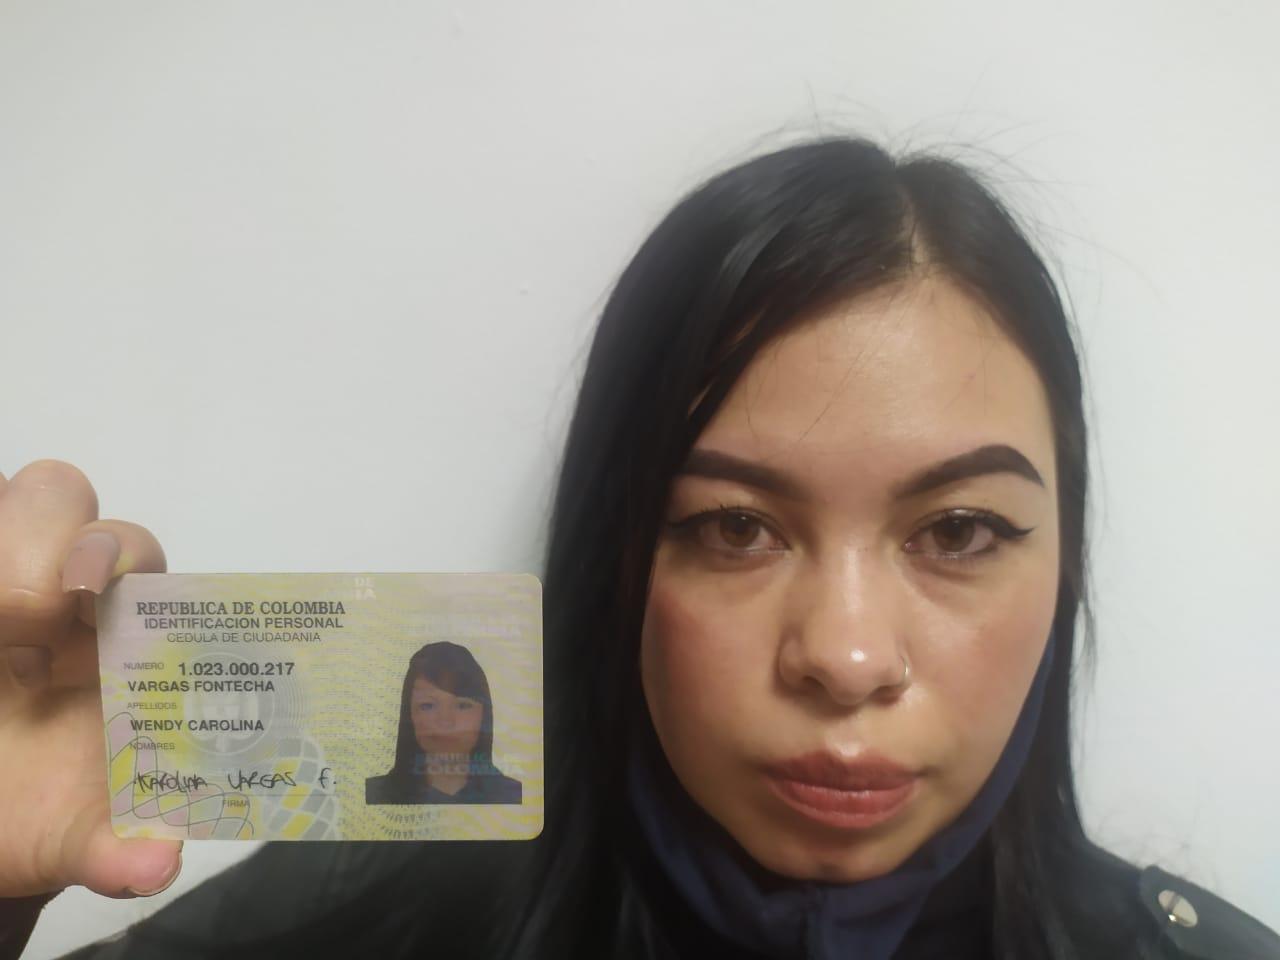 REPUBLICA DE COLOMBIA
IDENTIFICACION PERSONAL
CEDULA DE CIUDADANIA
NUMERO 1.023.000.217
VARGAS FONTECHA
APELLIDOS
WENDY CAROLINA
NOMBRES
KAROLINA VARGAS F.
FIRMA